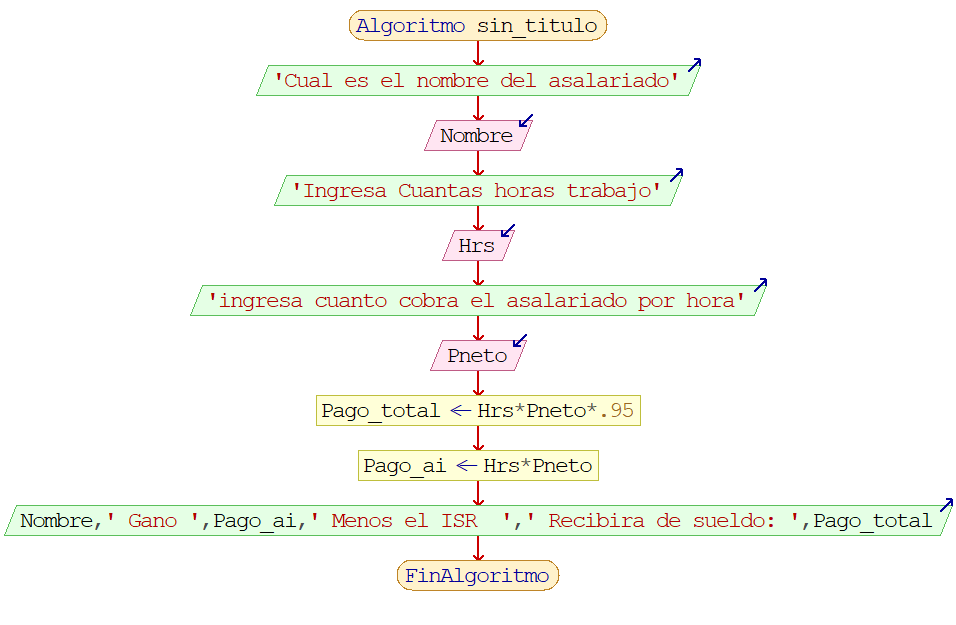 Algoritmo sin_titulo
'Cual es el nombre del asalariado'
Nombre
'Ingresa Cuantas horas trabajo'
Hrs
'ingresa cuanto cobra el asalariado por hora'
Pneto
Pago_total ← Hrs*Pneto*.95
Pago_ai ← Hrs*Pneto
Nombre,' Gano ',Pago_ai,' Menos el ISR  ',' Recibira de sueldo: ',Pago_total
FinAlgoritmo